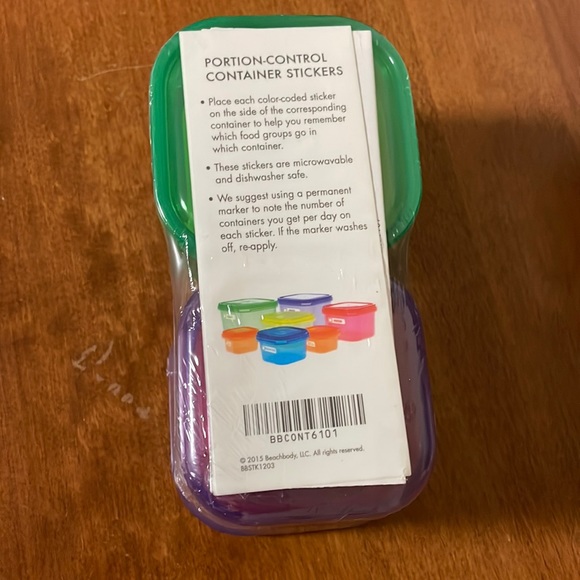 PORTION-CONTROL
CONTAINER STICKERS
• Place each color-coded sticker
on the side of the corresponding
container to help you remember
which food groups go in
which container.
• These stickers are microwavable
and dishwasher safe.
• We suggest using a permanent
marker to note the number of
containers you get per day on
each sticker. If the marker washes
off, re-apply.
BBCONT6101
© 2015 Beachbody, LLC. All rights reserved.
BBSTK1203